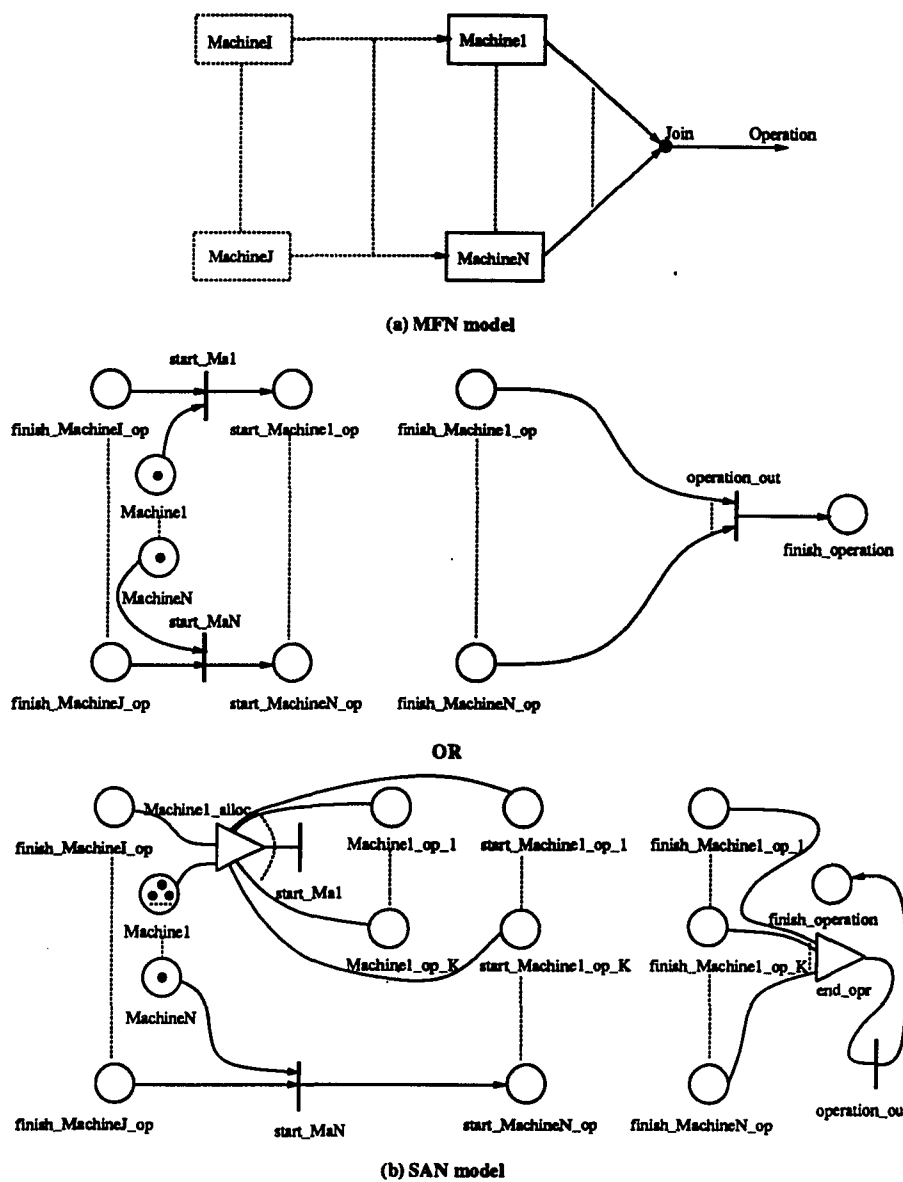 MachineI
Machine1
Join
Operation
MachineJ
MachineN
(a) MFN model
start_Ma1
finish_MachineI_op
start_Machine1_op
finish_Machine1_op
Machine1
operation_out
finish_operation
MachineN
start_MaN
finish_MachineJ_op
start_MachineN_op
finish_MachineN_op
OR
Machine1_alloc
finish_MachineI_op
Machine1_op_1
start_Machine1_op_1
finish_Machine1_op_1
start_Ma1
finish_operation
Machine1
Machine1_op_K
start_Machine1_op_K
finish_Machine1_op_K
end_opr
MachineN
finish_MachineJ_op
start_MaN
start_MachineN_op
finish_MachineN_op
operation_ou
(b) SAN model